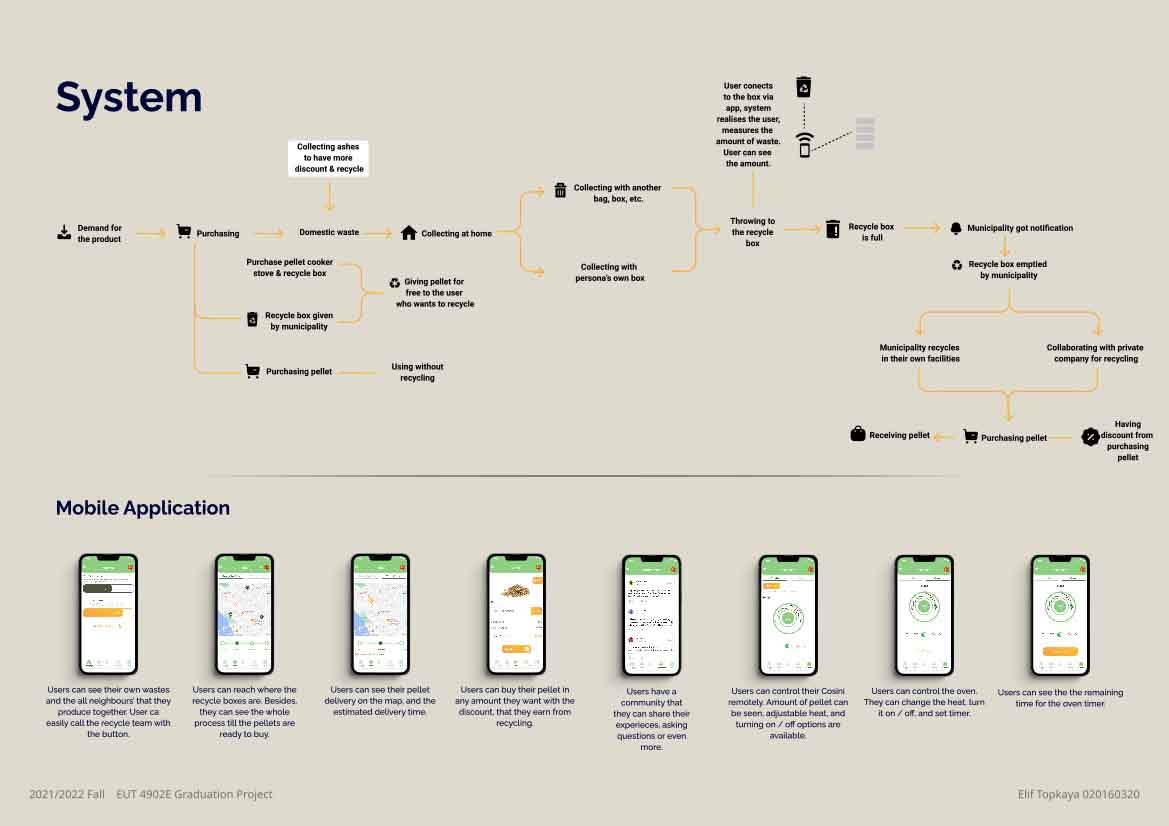 System
Collecting ashes
to have more
discount & recycle
User conects
to the box via
app, system
realises the user,
measures the
amount of waste.
User can see
the amount.
Demand for
the product
Purchasing
Domestic waste
Collecting at home
Collecting with another
bag, box, etc.
Collecting with
persona's own box
Throwing to
the recycle
box
Recycle box
is full
Municipality got notification
Recycle box emptied
by municipality
Purchase pellet cooker
stove & recycle box
Recycle box given
by municipality
Giving pellet for
free to the user
who wants to recycle
Purchasing pellet
Using without
recycling
Municipality recycles
in their own facilities
Collaborating with private
company for recycling
Receiving pellet
Purchasing pellet
Having
discount from
purchasing
pellet
Mobile Application
Users can see their own wastes
and the all neighbours' that they
produce together. User ca
easily call the recycle team with
the button.
Users can reach where the
recycle boxes are. Besides,
they can see the whole
process till the pellets are
ready to buy.
Users can see their pellet
delivery on the map, and the
estimated delivery time.
Users can buy their pellet in
any amount they want with the
discount, that they earn from
recycling.
Users have a
community that
they can share their
experieces, asking
questions or even
more.
Users can control their Cosini
remotely. Amount of pellet can
be seen, adjustable heat, and
turning on / off options are
available.
Users can control the oven.
They can change the heat, turn
it on / off, and set timer.
Users can see the the remaining
time for the oven timer.
2021/2022 Fall EUT 4902E Graduation Project
Elif Topkaya 020160320